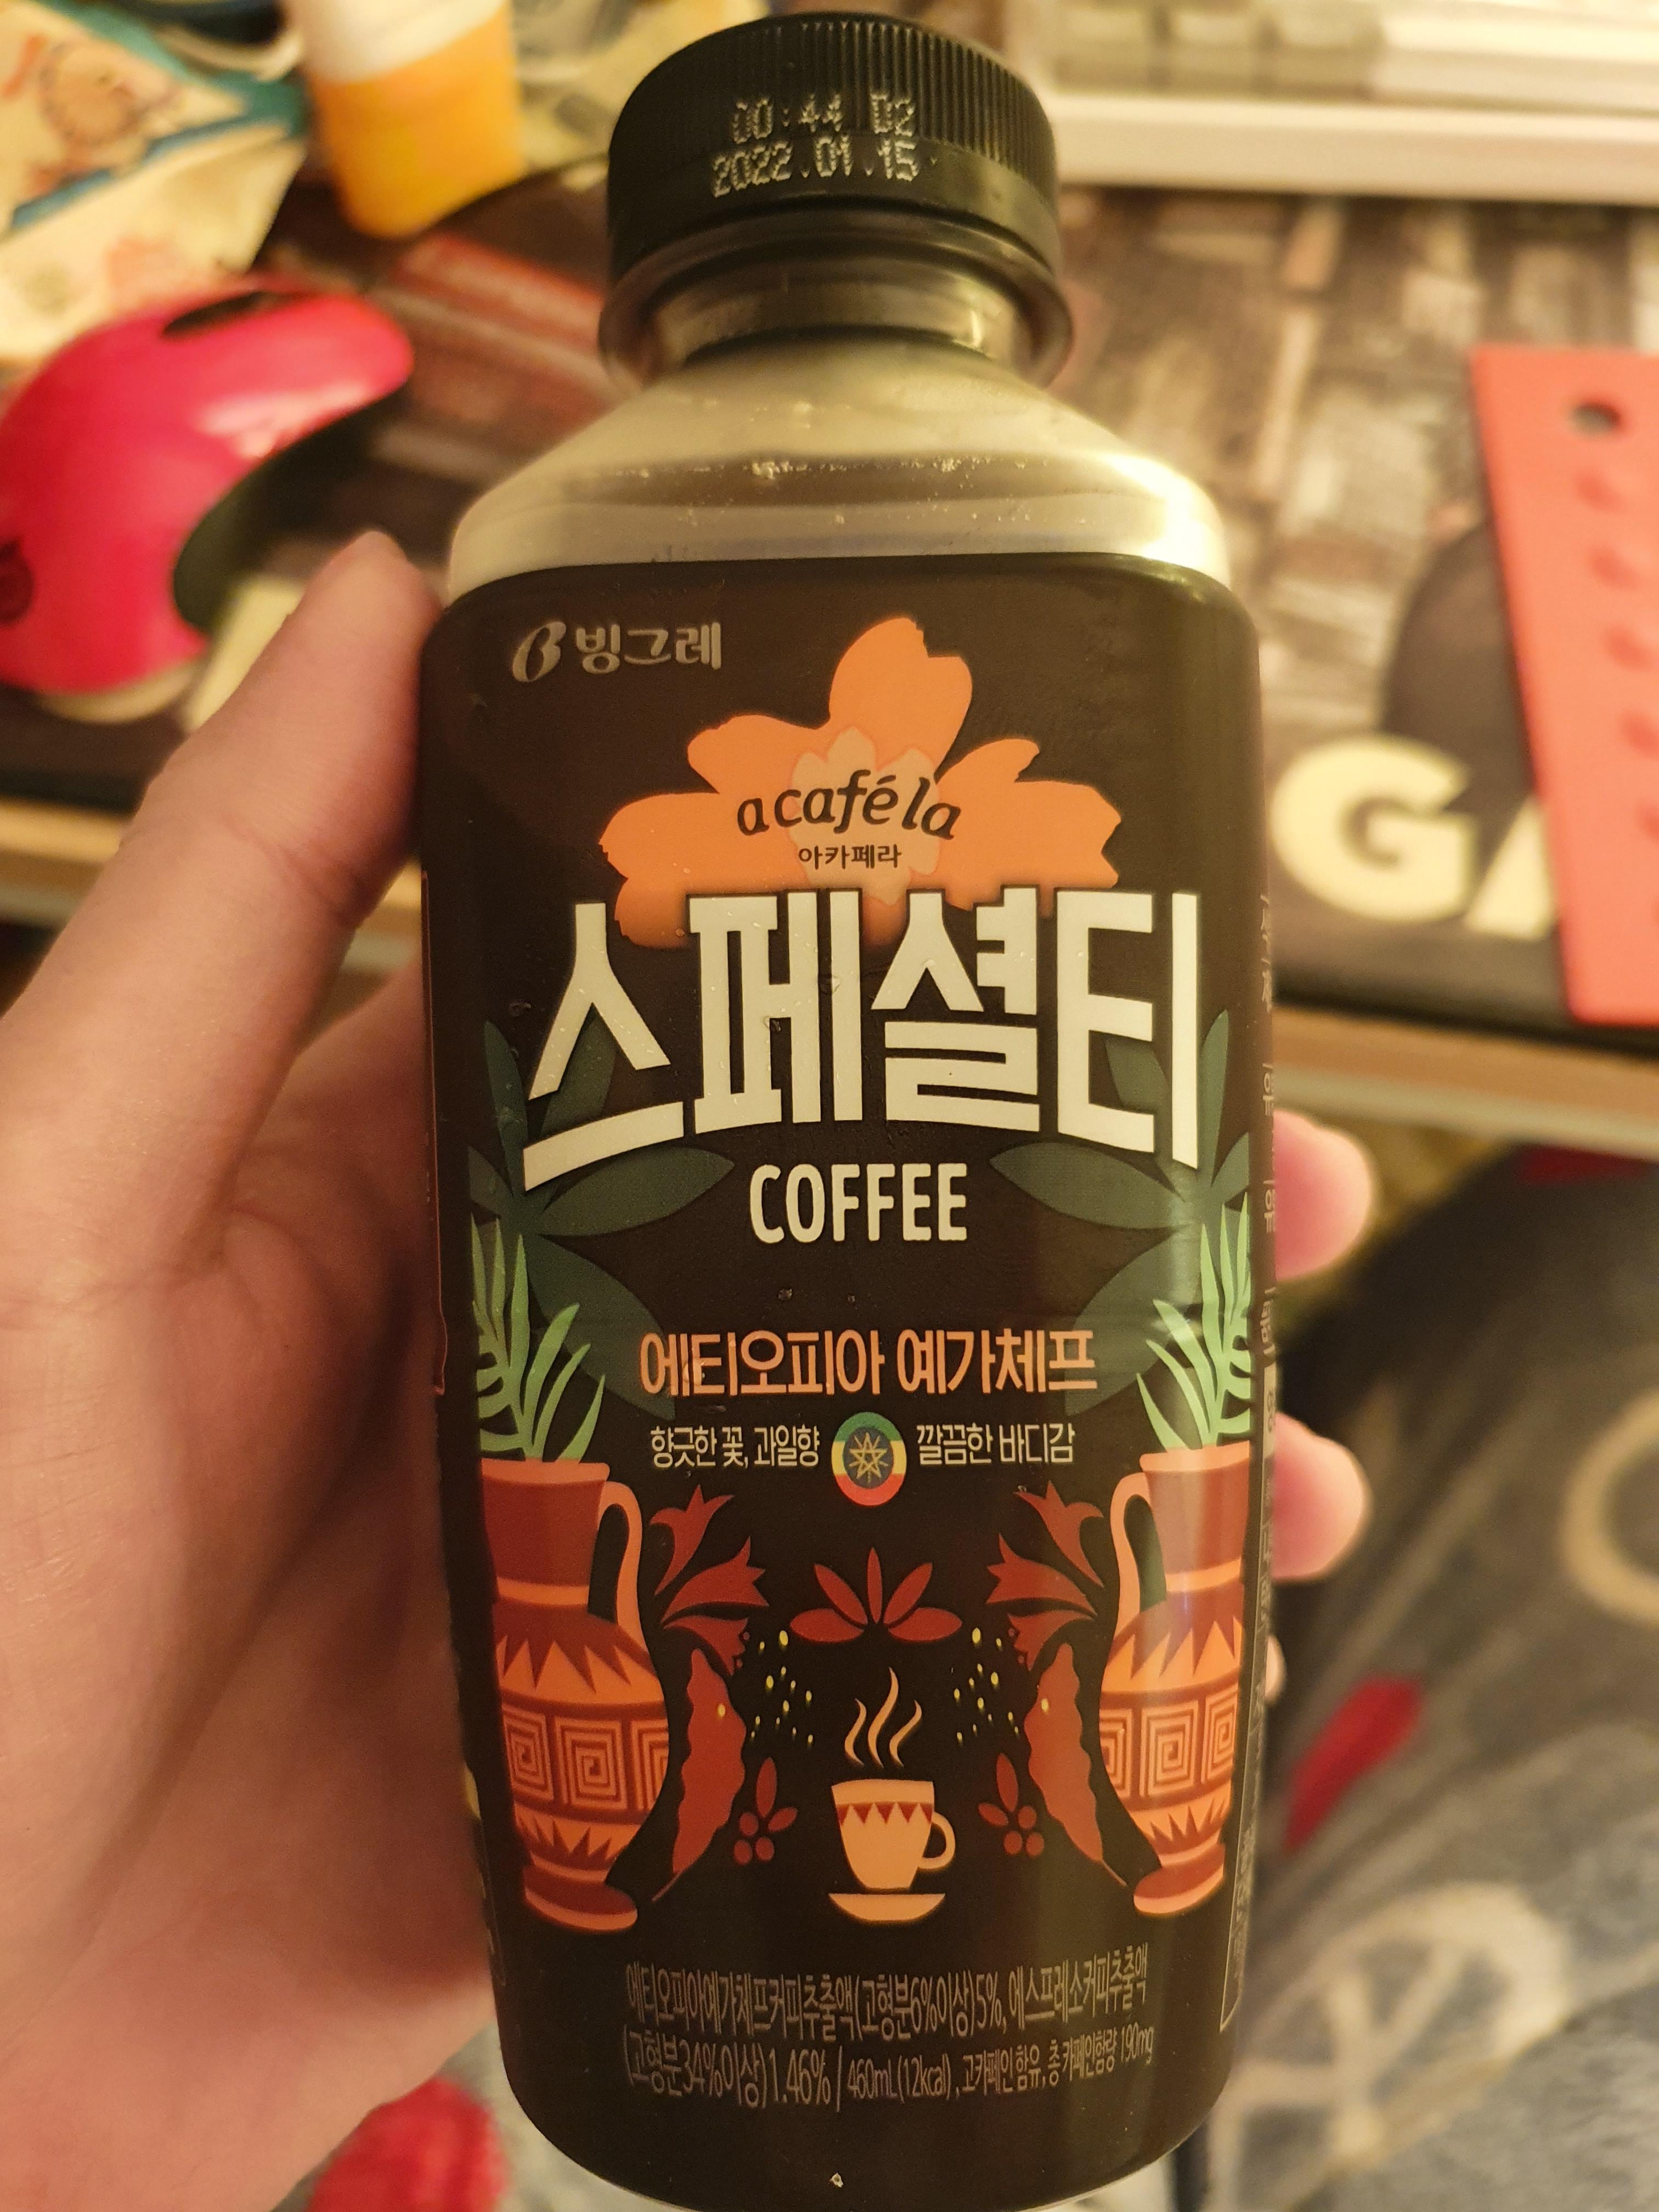 00:44 02
2022.01.15
빙그레
acafé la
아카페라
스페셜티
COFFEE
에티오피아 예가체프
향긋한 꽃, 과일향 깔끔한 바디감
에티오피아예가체프커피추출액(고형분6%이상)5%, 에스프레소커피추출액
(고형분34%이상)1.46% / 460mL(12kcal), 고카페인 함유, 총카페인함량 190mg